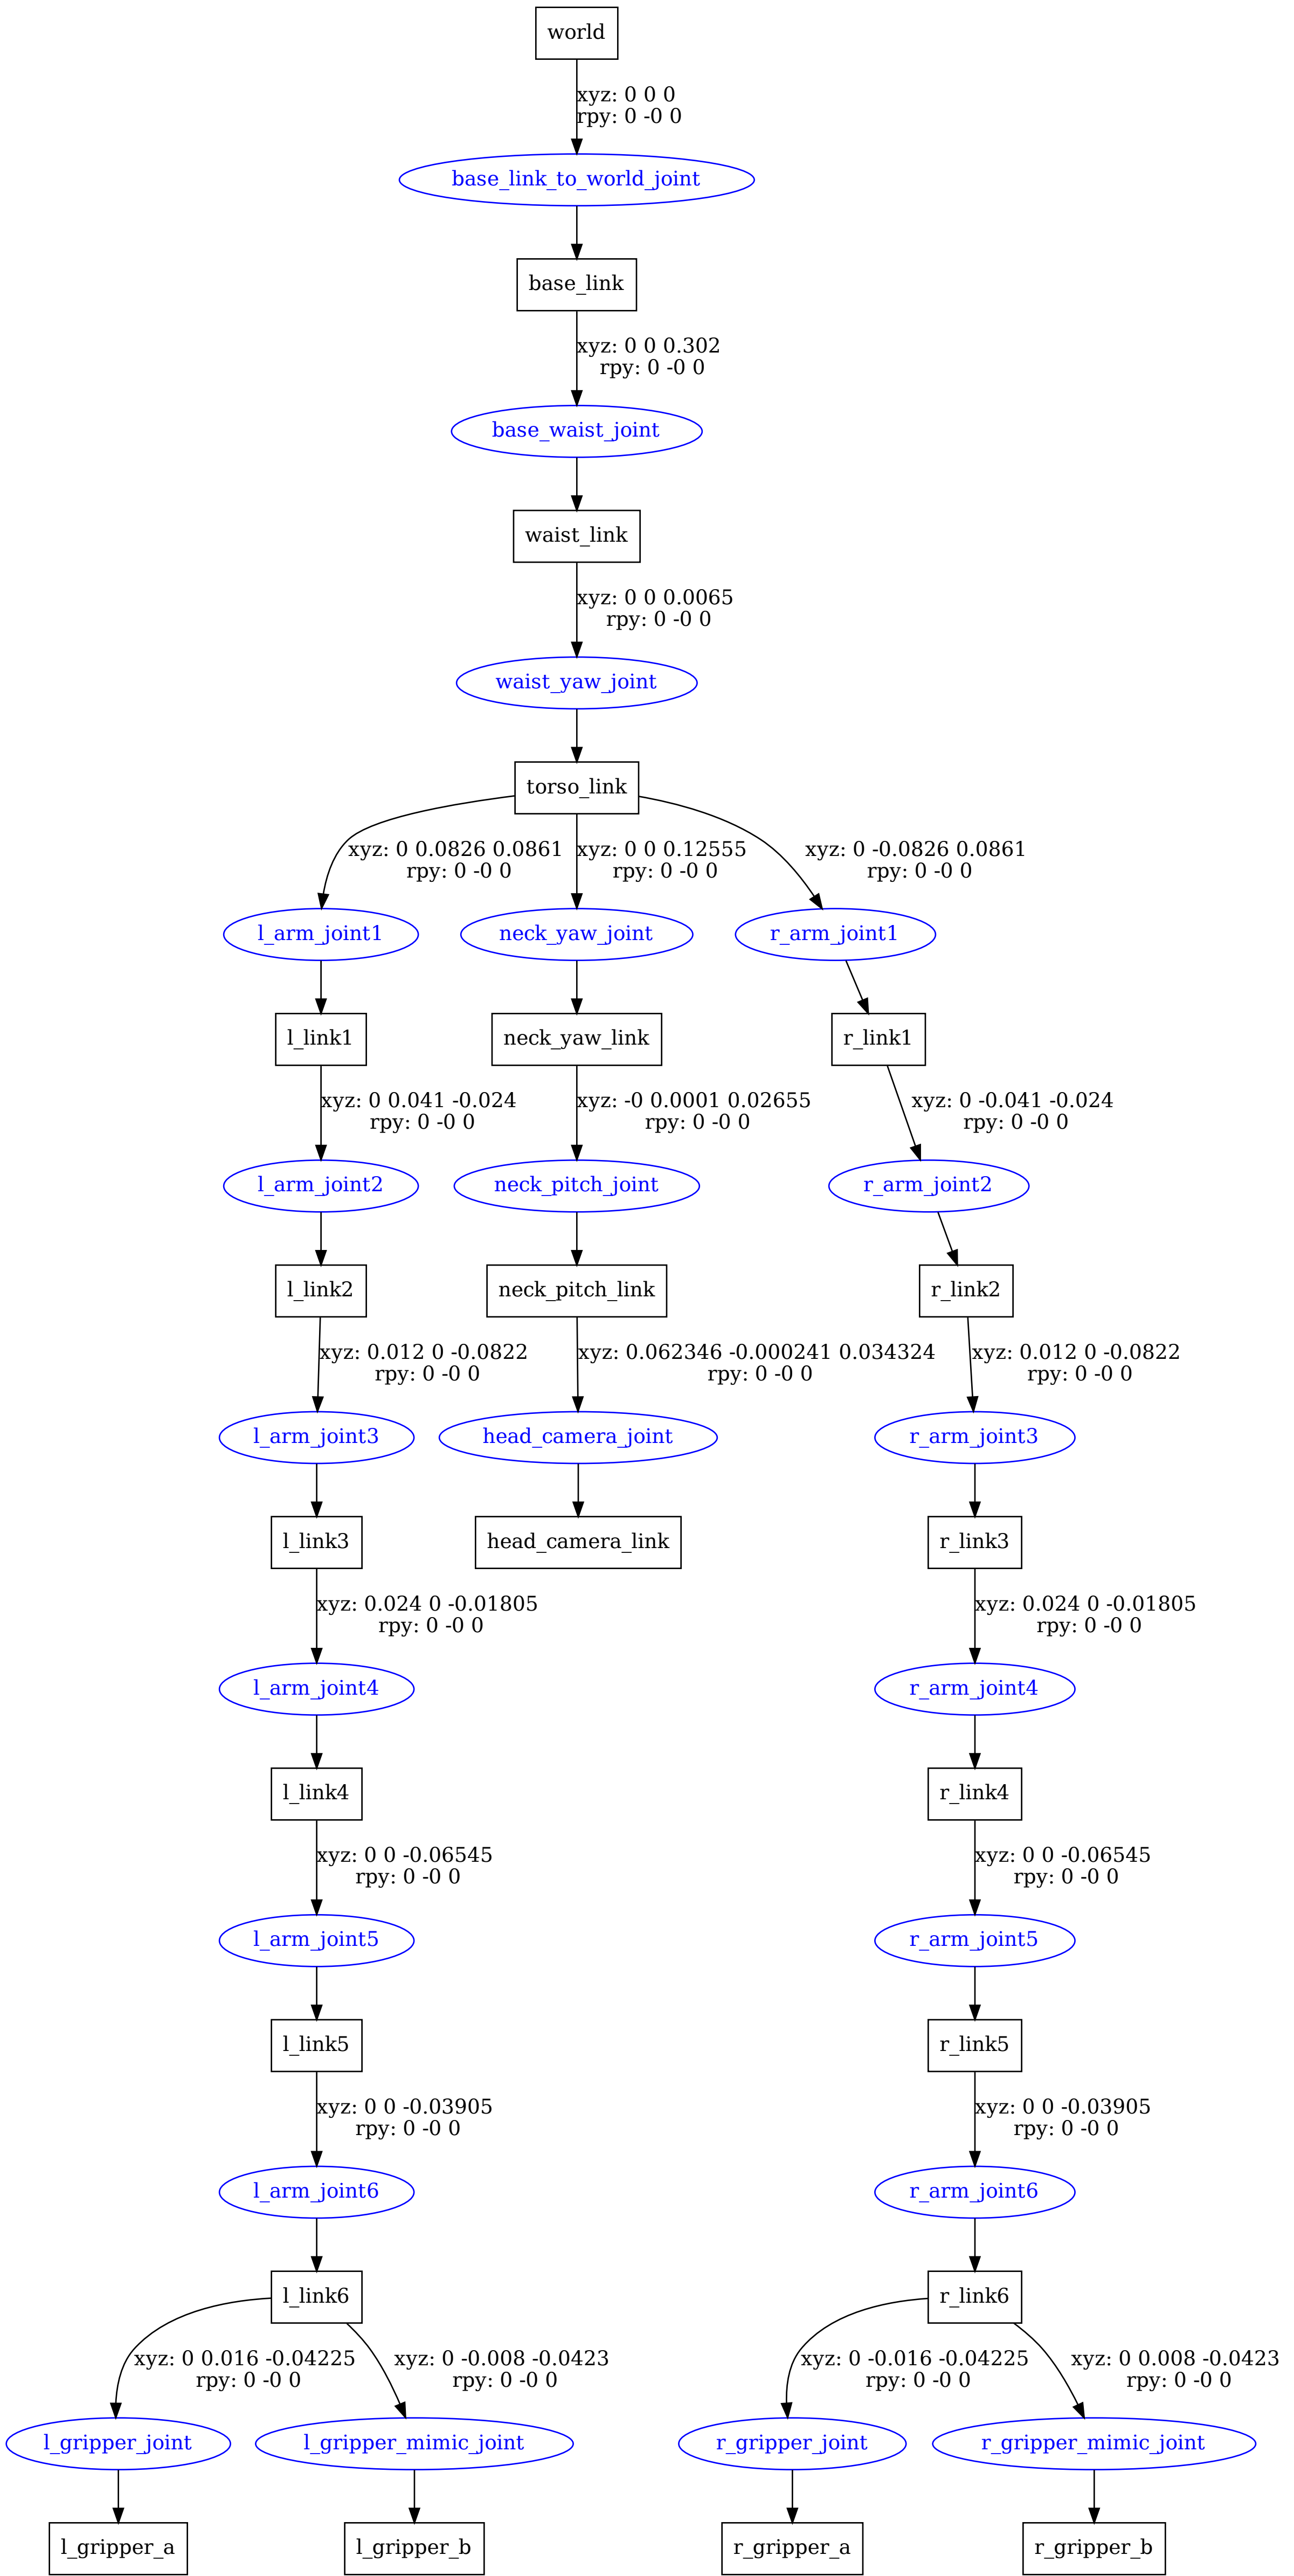 world
xyz: 0 0 0
rpy: 0 -0 0
base_link_to_world_joint
base_link
xyz: 0 0 0.302
rpy: 0 -0 0
base_waist_joint
waist_link
xyz: 0 0 0.0065
rpy: 0 -0 0
waist_yaw_joint
torso_link
xyz: 0 0.0826 0.0861
rpy: 0 -0 0
xyz: 0 0 0.12555
rpy: 0 -0 0
xyz: 0 -0.0826 0.0861
rpy: 0 -0 0
l_arm_joint1
neck_yaw_joint
r_arm_joint1
l_link1
neck_yaw_link
r_link1
xyz: 0 0.041 -0.024
rpy: 0 -0 0
xyz: -0 0.0001 0.02655
rpy: 0 -0 0
xyz: 0 -0.041 -0.024
rpy: 0 -0 0
l_arm_joint2
neck_pitch_joint
r_arm_joint2
l_link2
neck_pitch_link
r_link2
xyz: 0.012 0 -0.0822
rpy: 0 -0 0
xyz: 0.062346 -0.000241 0.034324
rpy: 0 -0 0
xyz: 0.012 0 -0.0822
rpy: 0 -0 0
l_arm_joint3
head_camera_joint
r_arm_joint3
l_link3
head_camera_link
r_link3
xyz: 0.024 0 -0.01805
rpy: 0 -0 0
xyz: 0.024 0 -0.01805
rpy: 0 -0 0
l_arm_joint4
r_arm_joint4
l_link4
r_link4
xyz: 0 0 -0.06545
rpy: 0 -0 0
xyz: 0 0 -0.06545
rpy: 0 -0 0
l_arm_joint5
r_arm_joint5
l_link5
r_link5
xyz: 0 0 -0.03905
rpy: 0 -0 0
xyz: 0 0 -0.03905
rpy: 0 -0 0
l_arm_joint6
r_arm_joint6
l_link6
r_link6
xyz: 0 0.016 -0.04225
rpy: 0 -0 0
xyz: 0 -0.008 -0.0423
rpy: 0 -0 0
xyz: 0 -0.016 -0.04225
rpy: 0 -0 0
xyz: 0 0.008 -0.0423
rpy: 0 -0 0
l_gripper_joint
l_gripper_mimic_joint
r_gripper_joint
r_gripper_mimic_joint
l_gripper_a
l_gripper_b
r_gripper_a
r_gripper_b